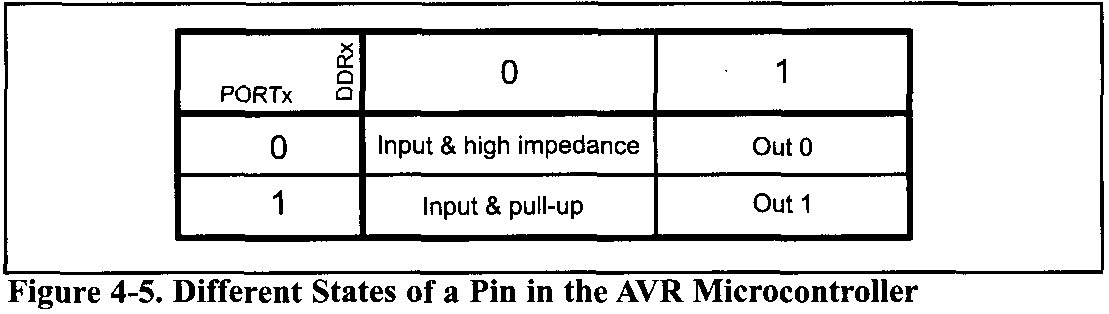 DDRx 0 1
PORTx
0 Input & high impedance Out 0
1 Input & pull-up Out 1
Figure 4-5. Different States of a Pin in the AVR Microcontroller